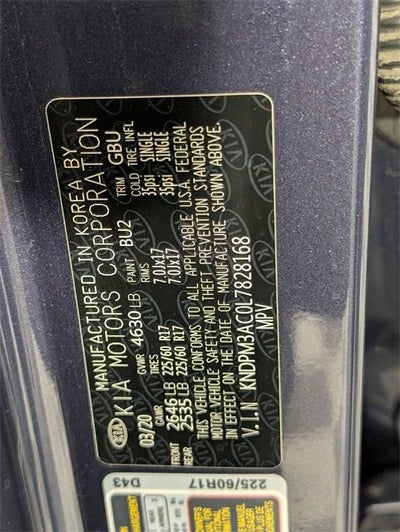 MANUFACTURED IN KOREA BY
KIA KIA MOTORS CORPORATION
03/20 GVWR 4630 LB PAINT BU2 TRIM GBU
GAWR TIRES RIMS COLD TIRE INFL
FRONT 2646 LB 225/60 R17 7.0Jx17 35psi SINGLE
REAR 2535 LB 225/60 R17 7.0Jx17 35psi SINGLE
THIS VEHICLE CONFORMS TO ALL APPLICABLE U.S.A. FEDERAL
MOTOR VEHICLE SAFETY AND THEFT PREVENTION STANDARDS
IN EFFECT ON THE DATE OF MANUFACTURE SHOWN ABOVE.
V.I.N KNDPM3AC0L7828168
MPV
D43
225/60R17